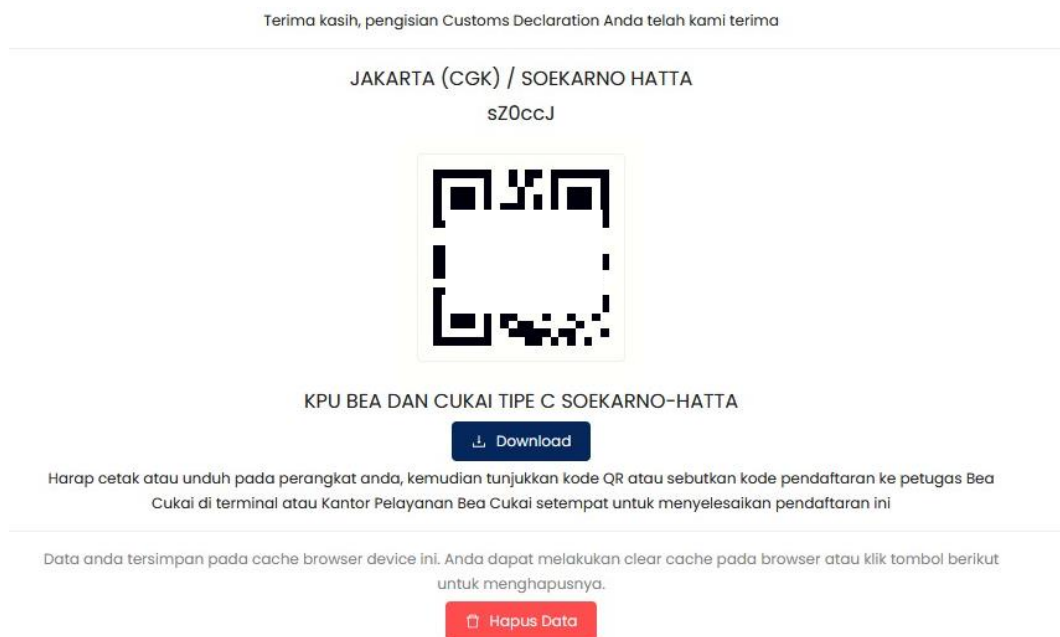 Terima kasih, pengisian Customs Declaration Anda telah kami terima
JAKARTA (CGK) / SOEKARNO HATTA
sZ0ccJ
KPU BEA DAN CUKAI TIPE C SOEKARNO-HATTA
Download
Harap cetak atau unduh pada perangkat anda, kemudian tunjukkan kode QR atau sebutkan kode pendaftaran ke petugas Bea
Cukai di terminal atau Kantor Pelayanan Bea Cukai setempat untuk menyelesaikan pendaftaran ini
Data anda tersimpan pada cache browser device ini. Anda dapat melakukan clear cache pada browser atau klik tombol berikut
untuk menghapusnya.
Hapus Data